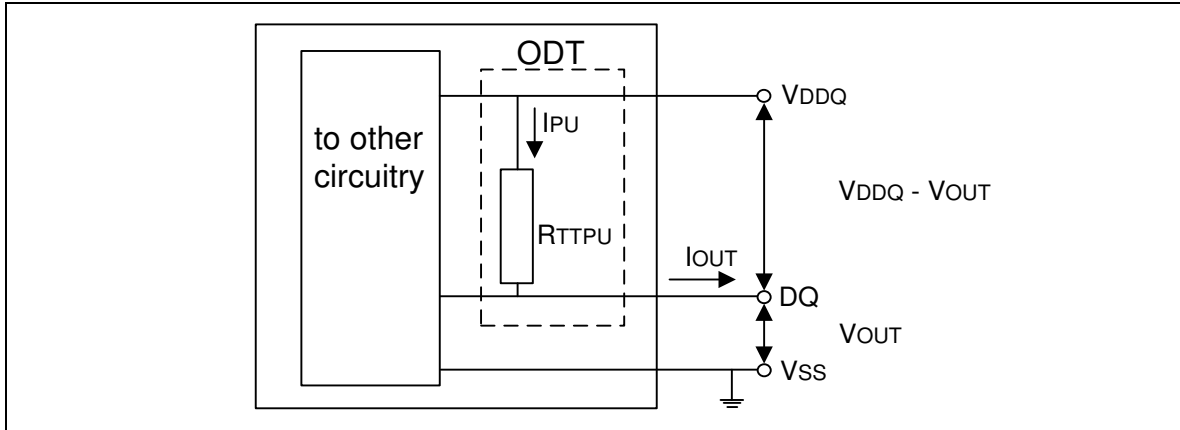 ODT
VDDQ
IPU
to other
circuitry
VDDQ - VOUT
RTTPU
IOUT
DQ
VOUT
VSS